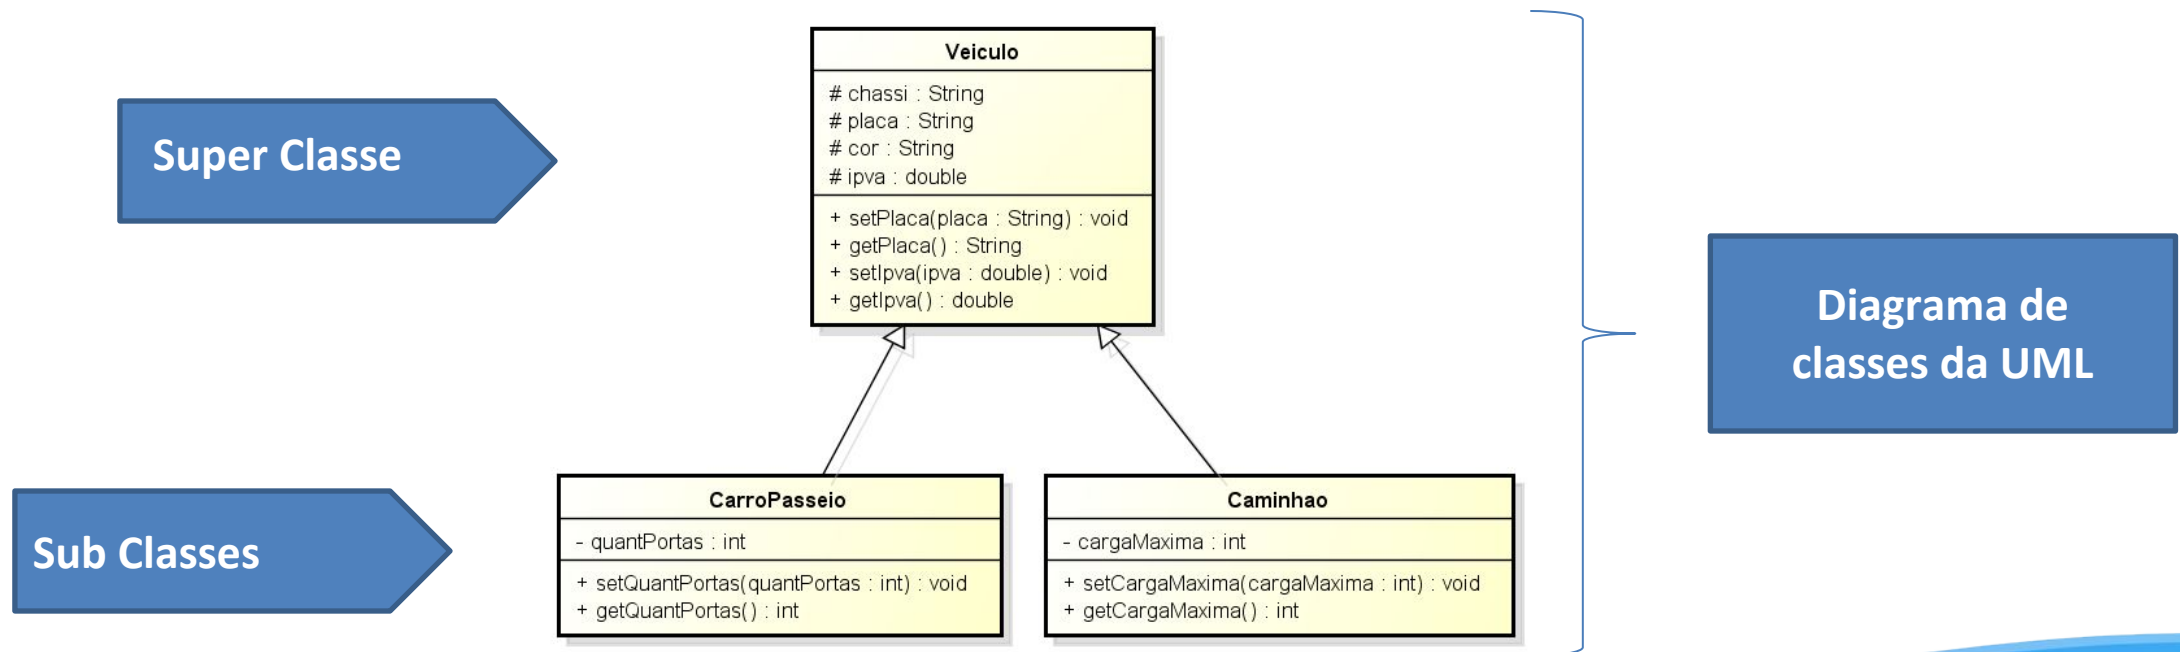 Super Classe
Veiculo
# chassi : String
# placa : String
# cor : String
# ipva : double
+ setPlaca(placa : String) : void
+ getPlaca() : String
+ setIpva(ipva : double) : void
+ getIpva() : double
Diagrama de
classes da UML
Sub Classes
CarroPasseio
- quantPortas : int
+ setQuantPortas(quantPortas : int) : void
+ getQuantPortas() : int
Caminhao
- cargaMaxima : int
+ setCargaMaxima(cargaMaxima : int) : void
+ getCargaMaxima() : int